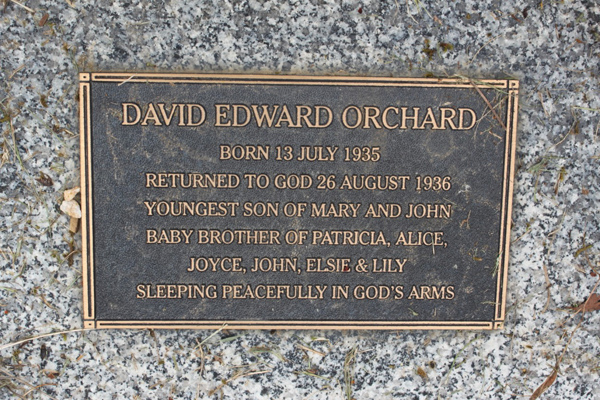 DAVID EDWARD ORCHARD
BORN 13 JULY 1935
RETURNED TO GOD 26 AUGUST 1936
YOUNGEST SON OF MARY AND JOHN
BABY BROTHER OF PATRICIA, ALICE,
JOYCE, JOHN, ELSIE & LILY
SLEEPING PEACEFULLY IN GOD'S ARMS